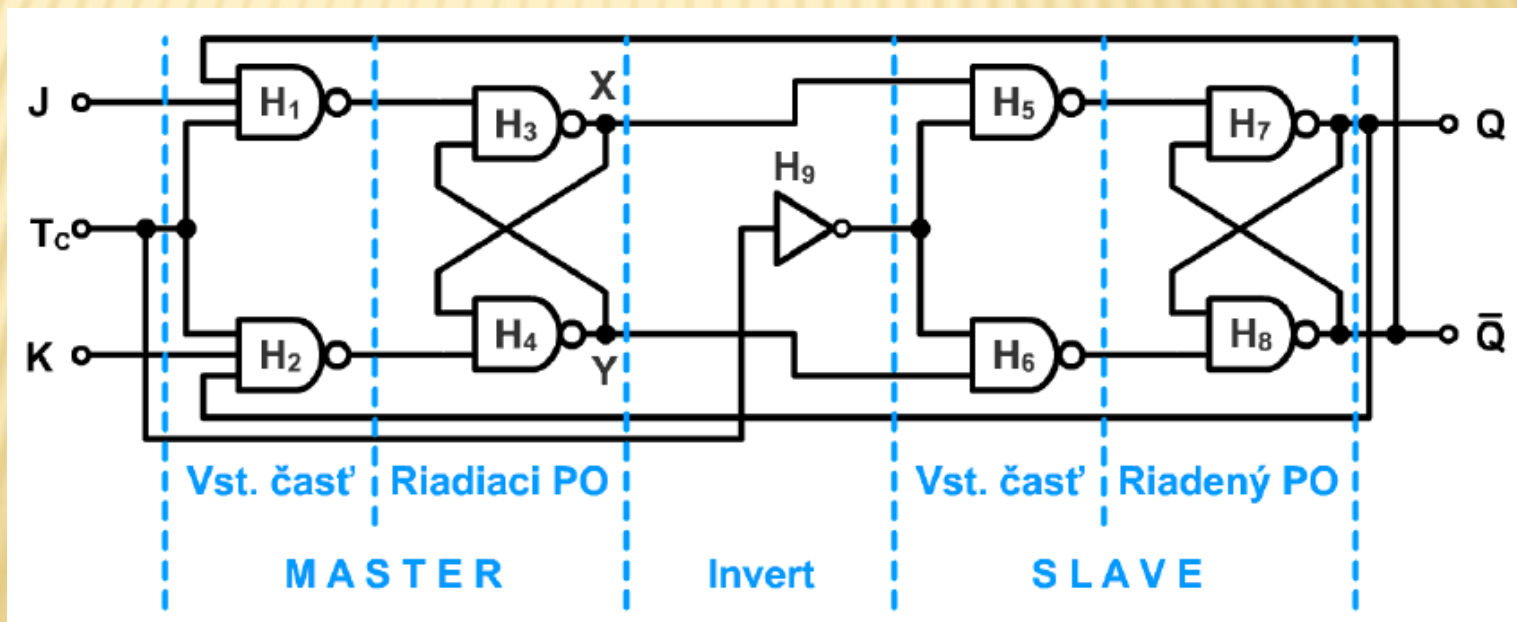 J
T_C
K
H₁
H₂
H₃
H₄
X
Y
H₉
H₅
H₆
H₇
H₈
Q
Q̅
Vst. časť
Riadiaci PO
Vst. časť
Riadený PO
MASTER
Invert
SLAVE